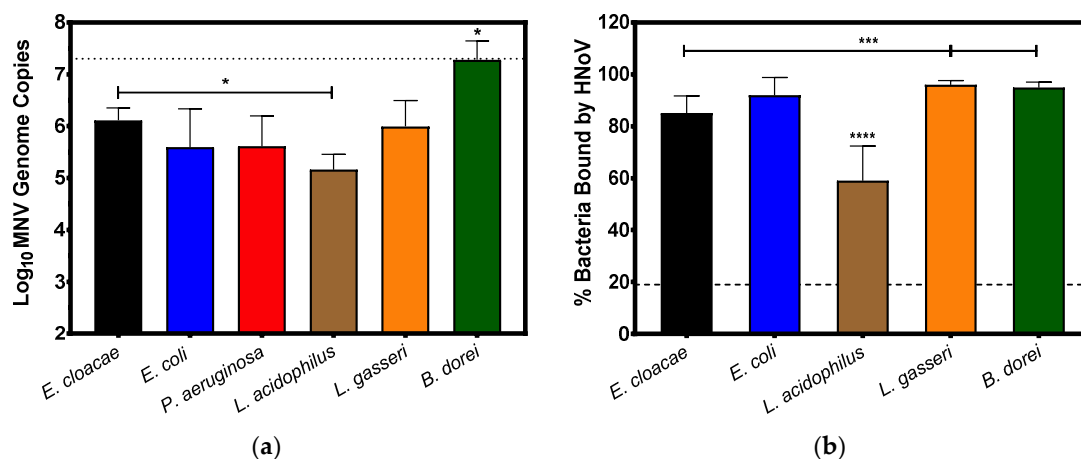 Log10 MNV Genome Copies
8
7
6
5
4
3
2
*
*
E. cloacae
E. coli
P. aeruginosa
L. acidophilus
L. gasseri
B. dorei
(a)
% Bacteria Bound by HNoV
120
100
80
60
40
20
0
***
****
E. cloacae
E. coli
L. acidophilus
L. gasseri
B. dorei
(b)